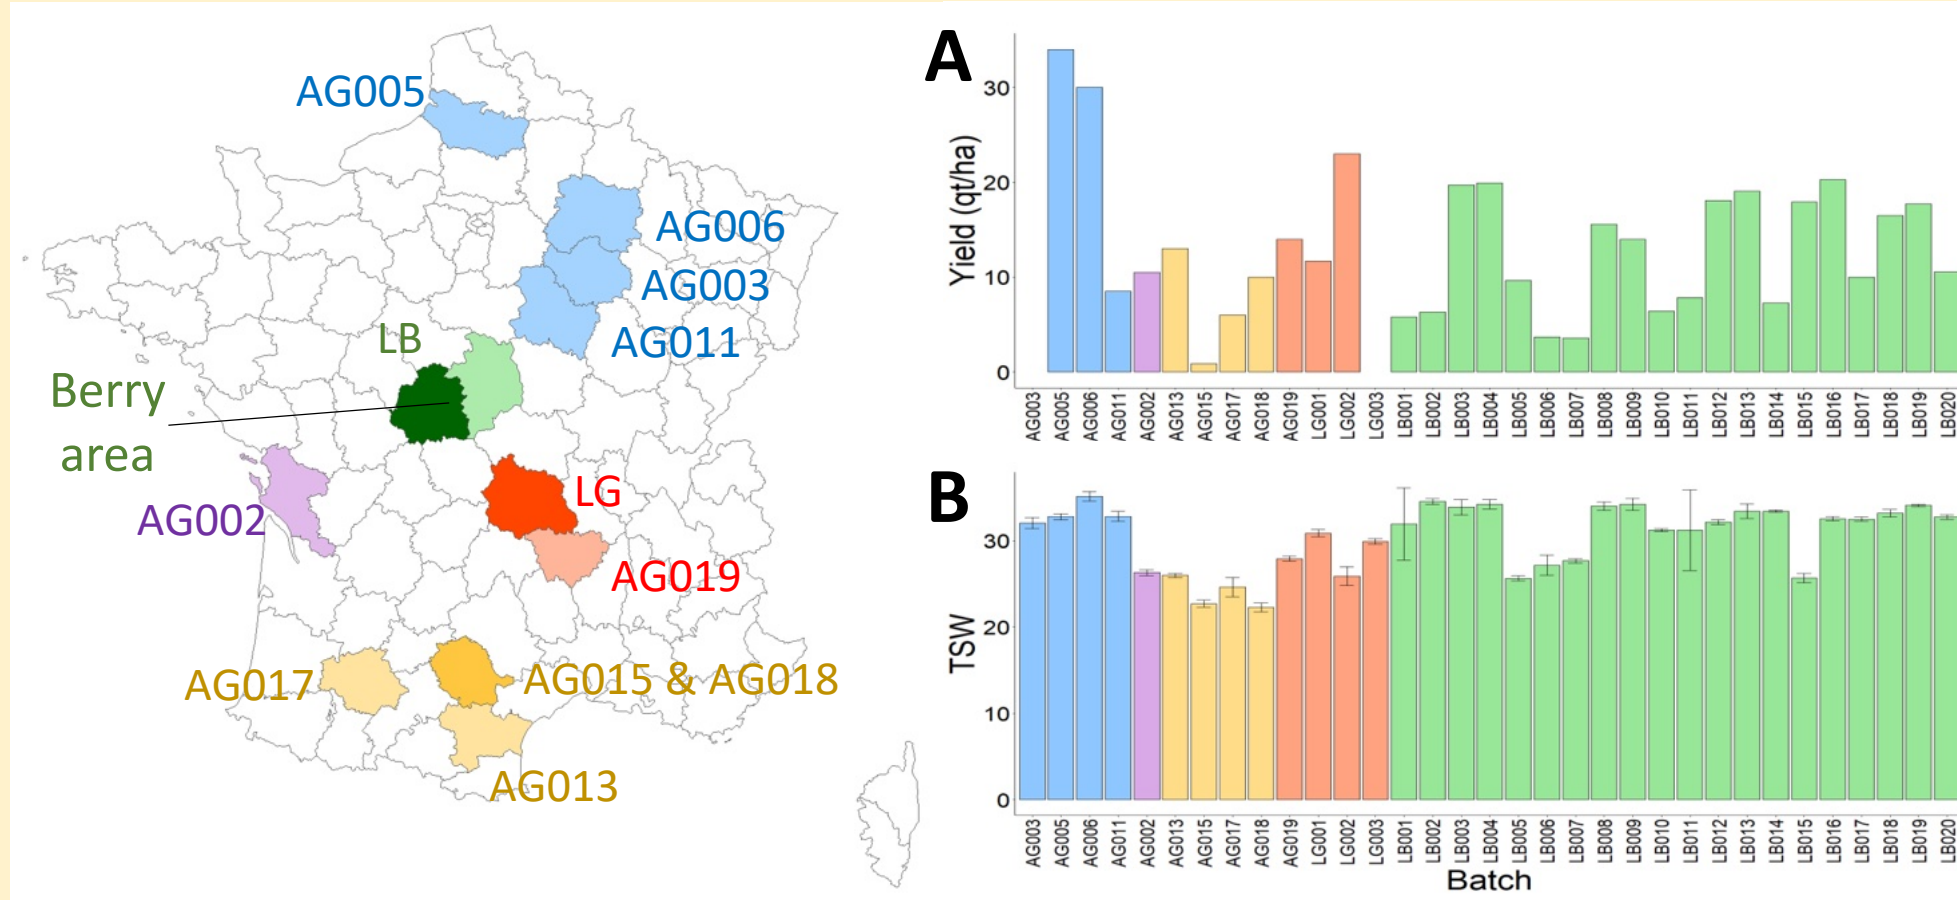 AG005
AG006
AG003
AG011
LB
Berry
area
AG002
LG
AG019
AG017
AG015 & AG018
AG013
A
Yield (qt/ha)
30
20
10
0
AG003 AG005 AG006 AG011 AG002 AG013 AG015 AG017 AG018 AG019 LG001 LG002 LG003 LB001 LB002 LB003 LB004 LB005 LB006 LB007 LB008 LB009 LB010 LB011 LB012 LB013 LB014 LB015 LB016 LB017 LB018 LB019 LB020
B
TSW
30
20
10
0
AG003 AG005 AG006 AG011 AG002 AG013 AG015 AG017 AG018 AG019 LG001 LG002 LG003 LB001 LB002 LB003 LB004 LB005 LB006 LB007 LB008 LB009 LB010 LB011 LB012 LB013 LB014 LB015 LB016 LB017 LB018 LB019 LB020
Batch